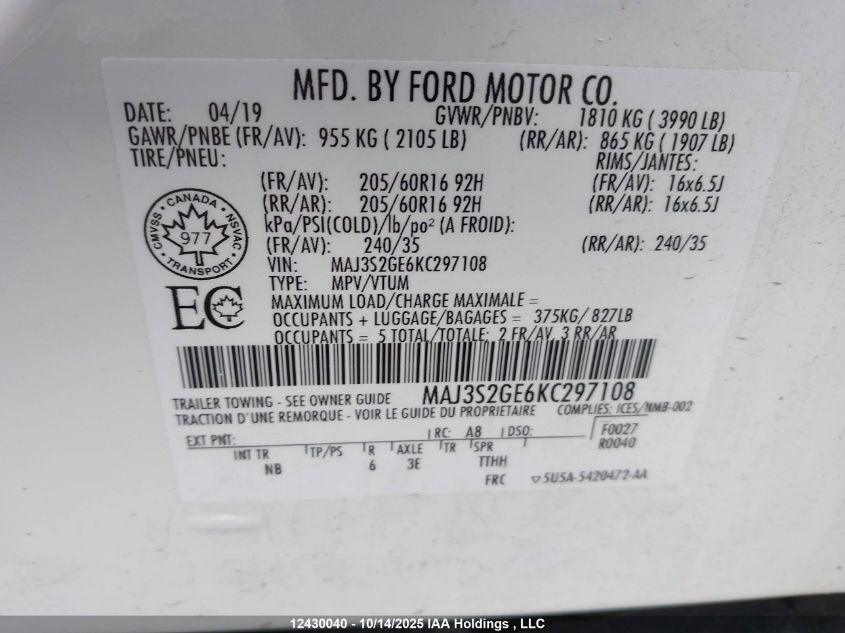 MFD. BY FORD MOTOR CO.
DATE: 04/19 GVWR/PNBV: 1810 KG ( 3990 LB)
GAWR/PNBE (FR/AV): 955 KG ( 2105 LB) (RR/AR): 865 KG ( 1907 LB)
TIRE/PNEU: RIMS/JANTES:
(FR/AV): 205/60R16 92H (FR/AV): 16x6.5J
(RR/AR): 205/60R16 92H (RR/AR): 16x6.5J
kPa/PSI(COLD)/lb/po² (A FROID):
(FR/AV): 240/35 (RR/AR): 240/35
CANADA
CMVSS 977 NSVAC
TRANSPORT
VIN: MAJ3S2GE6KC297108
TYPE: MPV/VTUM
EC
MAXIMUM LOAD/CHARGE MAXIMALE =
OCCUPANTS + LUGGAGE/BAGAGES = 375KG/ 827LB
OCCUPANTS = 5 TOTAL/TOTALE: 2 FR/AV, 3 RR/AR
TRAILER TOWING - SEE OWNER GUIDE MAJ3S2GE6KC297108
TRACTION D'UNE REMORQUE - VOIR LE GUIDE DU PROPRIETAIRE COMPLIES: ICES/NMB-002
EXT PNT: RC: A8 DSO: F0027
R0040
INT TR TP/PS R AXLE TR SPR
NB 6 3E TTHH
FRC 5U5A-5420472-AA
12430040 - 10/14/2025 IAA Holdings , LLC